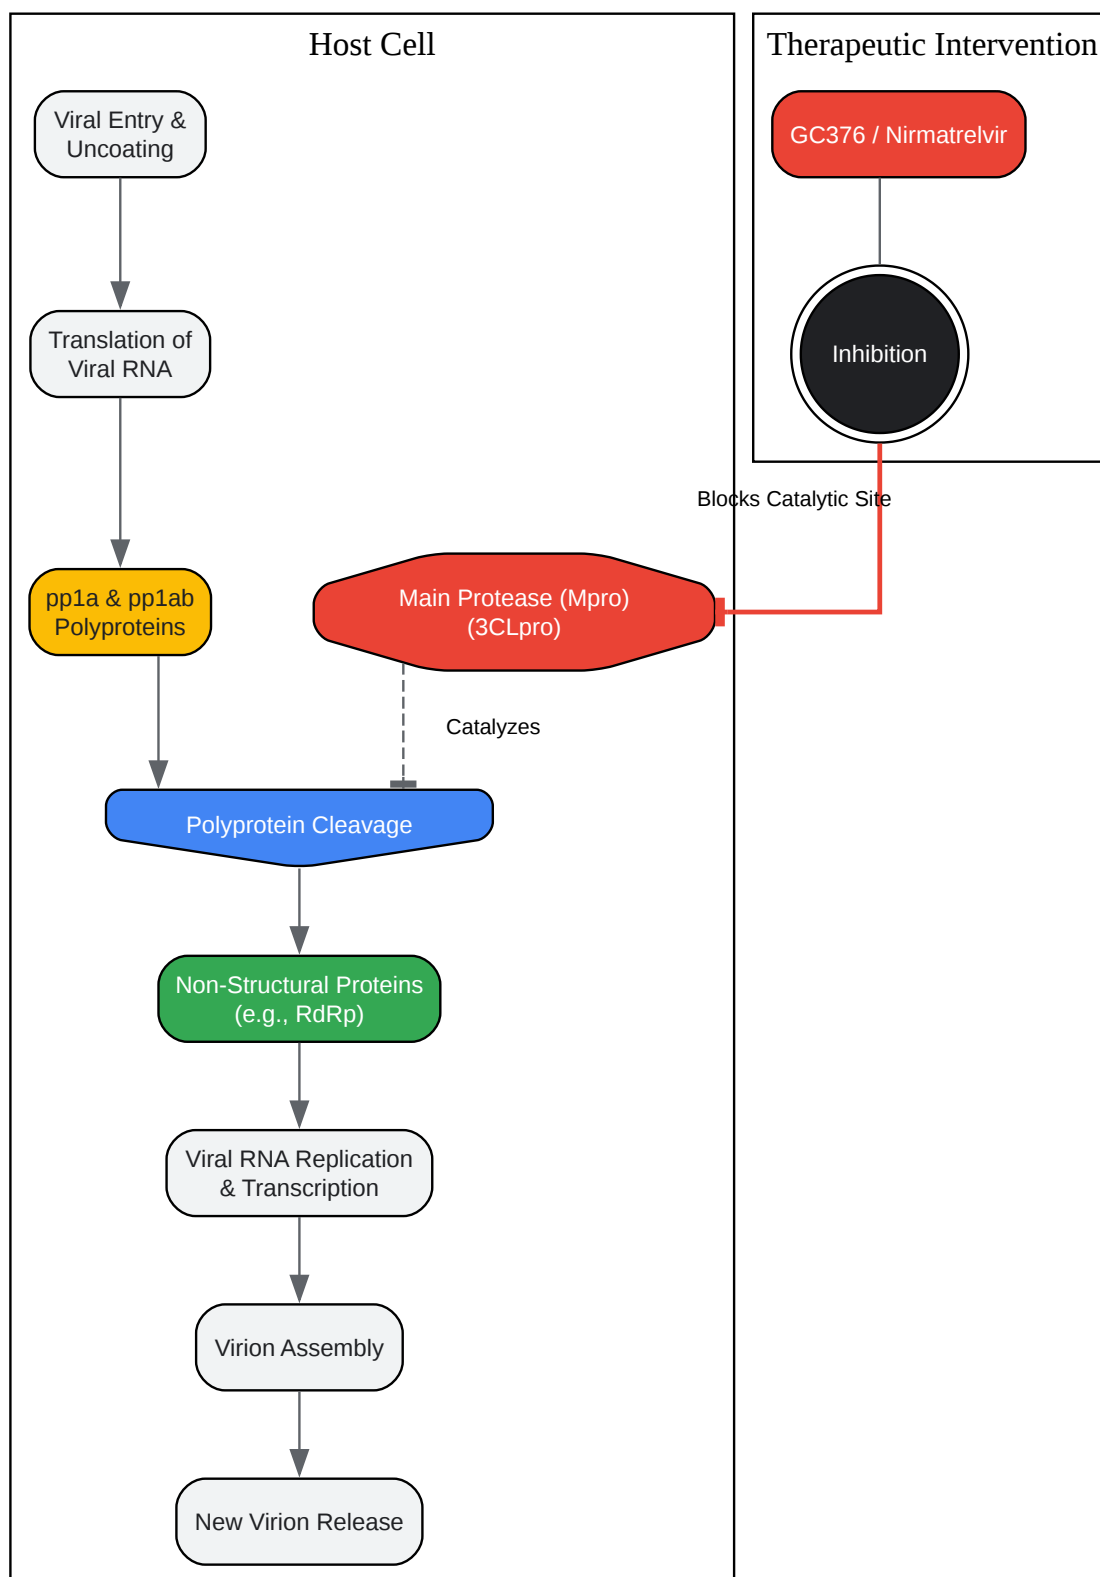 Host Cell
Therapeutic Intervention
Viral Entry &
Uncoating
GC376 / Nirmatrelvir
Translation of
Viral RNA
Inhibition
Blocks Catalytic Site
pp1a & pp1ab
Polyproteins
Main Protease (Mpro)
(3CLpro)
Catalyzes
Polyprotein Cleavage
Non-Structural Proteins
(e.g., RdRp)
Viral RNA Replication
& Transcription
Virion Assembly
New Virion Release